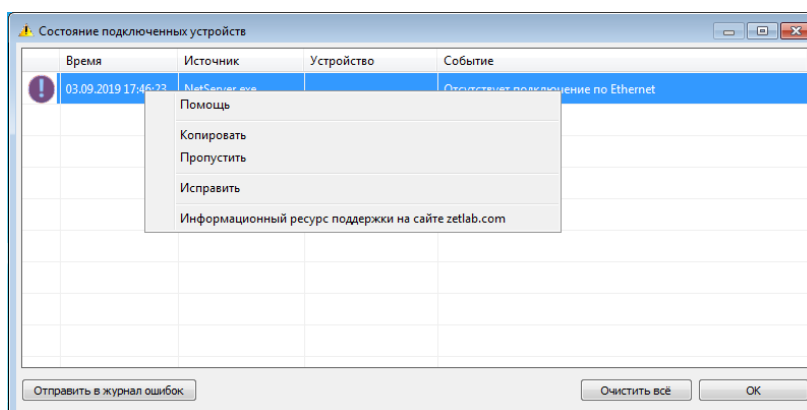 Состояние подключенных устройств
Время Источник Устройство Событие
03.09.2019 17:46:23 NetServer.exe Отсутствует подключение по Ethernet
Помощь
Копировать
Пропустить
Исправить
Информационный ресурс поддержки на сайте zetlab.com
Отправить в журнал ошибок Очистить всё OK